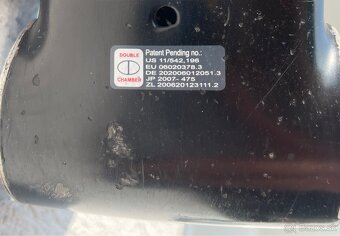 DOUBLE
CHAMBER
Patent Pending no.:
US 11/542,196
EU 06020378.3
DE 202006012051.3
JP 2007- 475
ZL 200620123111.2